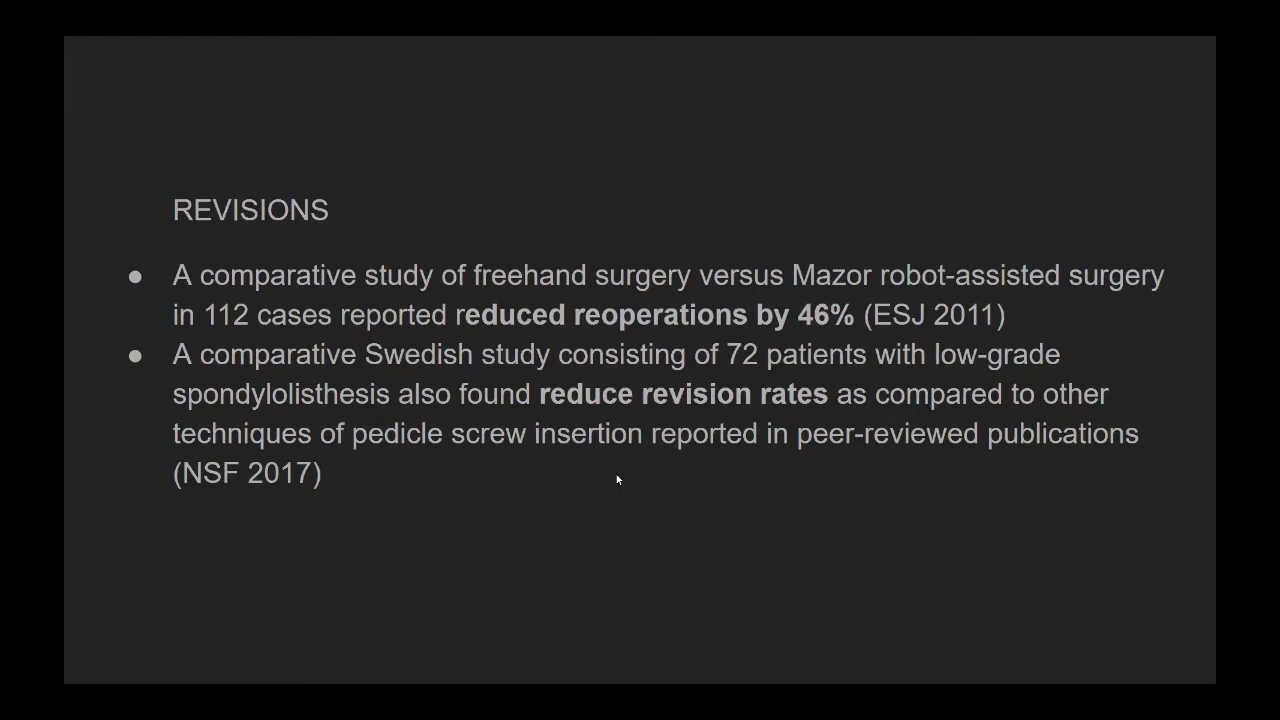 REVISIONS
● A comparative study of freehand surgery versus Mazor robot-assisted surgery
in 112 cases reported reduced reoperations by 46% (ESJ 2011)
● A comparative Swedish study consisting of 72 patients with low-grade
spondylolisthesis also found reduce revision rates as compared to other
techniques of pedicle screw insertion reported in peer-reviewed publications
(NSF 2017)